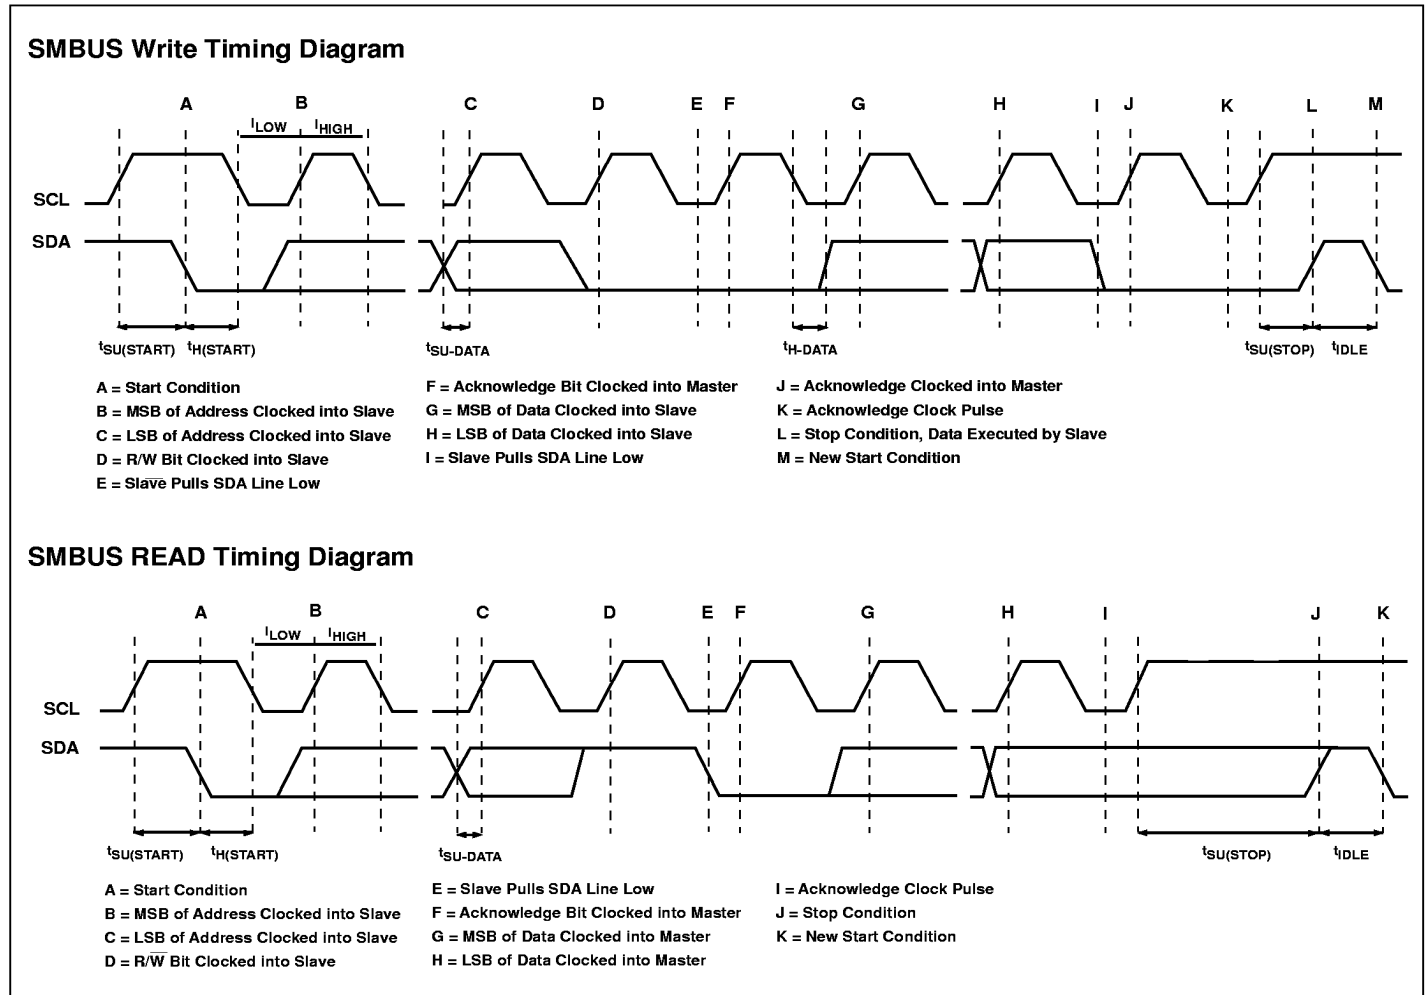 SMBUS Write Timing Diagram
A B C D E F G H I J K L M
ILOW IHIGH
SCL
SDA
tSU(START) tH(START) tSU-DATA tH-DATA tSU(STOP) tIDLE
A = Start Condition
B = MSB of Address Clocked into Slave
C = LSB of Address Clocked into Slave
D = R/W Bit Clocked into Slave
E = Slave Pulls SDA Line Low
F = Acknowledge Bit Clocked into Master
G = MSB of Data Clocked into Slave
H = LSB of Data Clocked into Slave
I = Slave Pulls SDA Line Low
J = Acknowledge Clocked into Master
K = Acknowledge Clock Pulse
L = Stop Condition, Data Executed by Slave
M = New Start Condition
SMBUS READ Timing Diagram
A B C D E F G H I J K
ILOW IHIGH
SCL
SDA
tSU(START) tH(START) tSU-DATA tSU(STOP) tIDLE
A = Start Condition
B = MSB of Address Clocked into Slave
C = LSB of Address Clocked into Slave
D = R/W̅ Bit Clocked into Slave
E = Slave Pulls SDA Line Low
F = Acknowledge Bit Clocked into Master
G = MSB of Data Clocked into Master
H = LSB of Data Clocked into Master
I = Acknowledge Clock Pulse
J = Stop Condition
K = New Start Condition